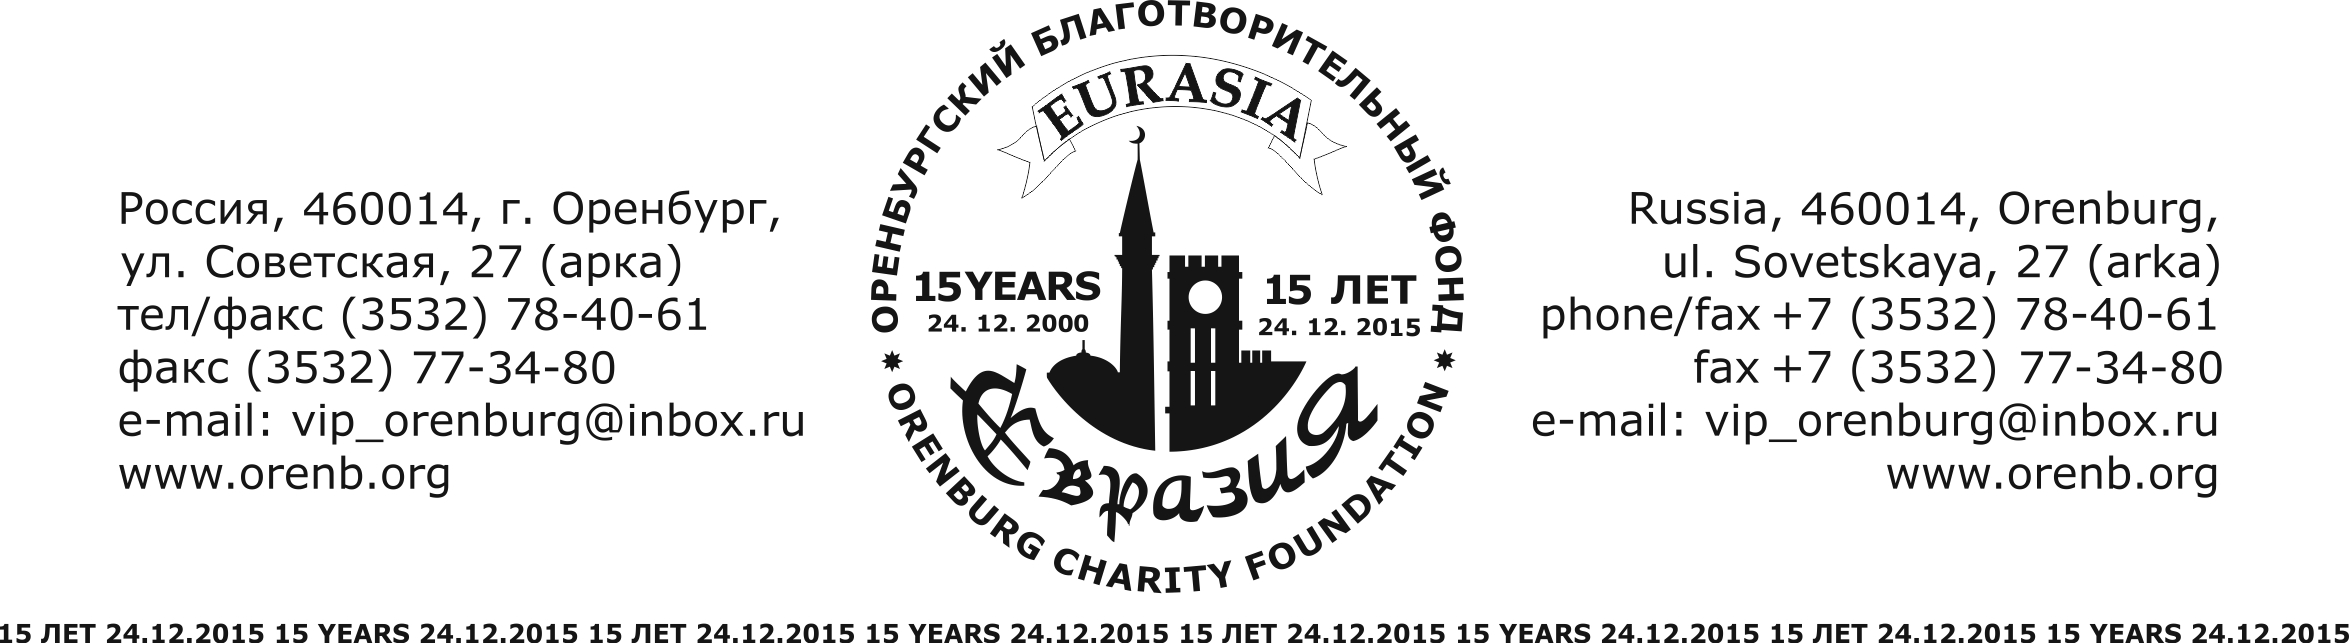 Россия, 460014, г. Оренбург,
ул. Советская, 27 (арка)
тел/факс (3532) 78-40-61
факс (3532) 77-34-80
e-mail: vip_orenburg@inbox.ru
www.orenb.org
ОРЕНБУРГСКИЙ БЛАГОТВОРИТЕЛЬНЫЙ ФОНД
EURASIA
15 YEARS
24. 12. 2000
15 ЛЕТ
24. 12. 2015
Евразия
ORENBURG CHARITY FOUNDATION
Russia, 460014, Orenburg,
ul. Sovetskaya, 27 (arka)
phone/fax +7 (3532) 78-40-61
fax +7 (3532) 77-34-80
e-mail: vip_orenburg@inbox.ru
www.orenb.org
15 ЛЕТ 24.12.2015 15 YEARS 24.12.2015 15 ЛЕТ 24.12.2015 15 YEARS 24.12.2015 15 ЛЕТ 24.12.2015 15 YEARS 24.12.2015 15 ЛЕТ 24.12.2015 15 YEARS 24.12.2015